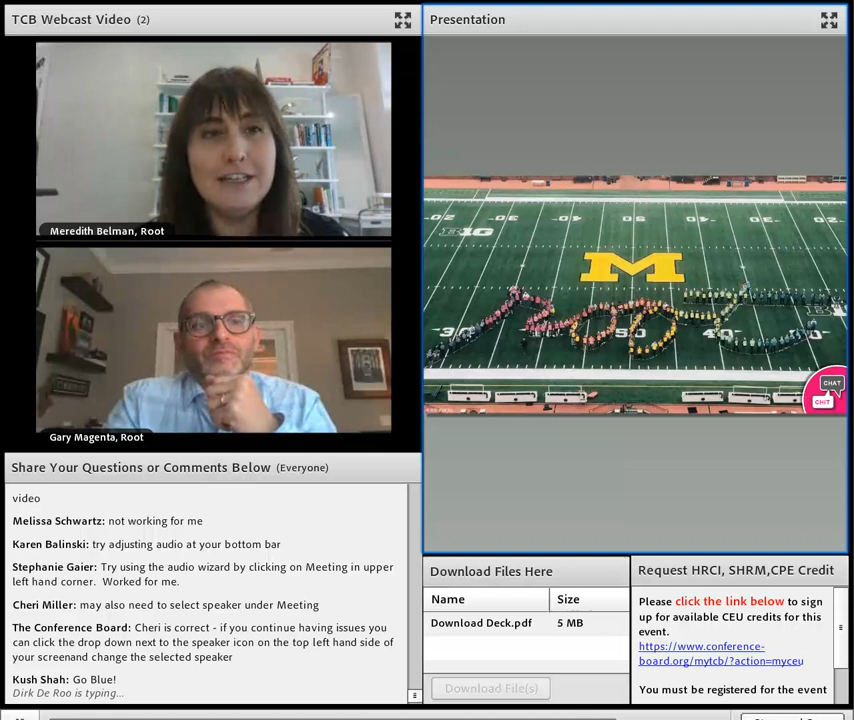 TCB Webcast Video (2)
Meredith Belman, Root
Gary Magenta, Root
Share Your Questions or Comments Below (Everyone)
video
Melissa Schwartz: not working for me
Karen Balinski: try adjusting audio at your bottom bar
Stephanie Gaier: Try using the audio wizard by clicking on Meeting in upper
left hand corner. Worked for me.
Cheri Miller: may also need to select speaker under Meeting
The Conference Board: Cheri is correct - if you continue having issues you
can click the drop down next to the speaker icon on the top left hand side of
your screenand change the selected speaker
Kush Shah: Go Blue!
Dirk De Roo is typing...
Presentation
BIG
M
50
CHAT
CHIT
Download Files Here
Name Size
Download Deck.pdf 5 MB
Download File(s)
Request HRCI, SHRM,CPE Credit
Please click the link below to sign
up for available CEU credits for this
event.
https://www.conference-
board.org/mytcb/?action=myceu
You must be registered for the event